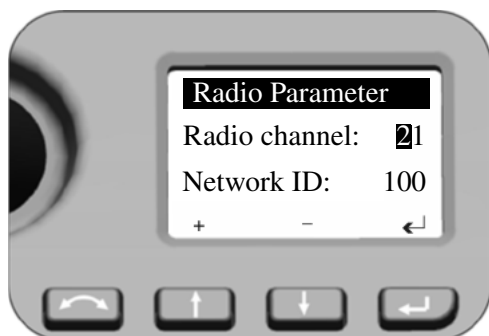 Radio Parameter
Radio channel: 21
Network ID: 100
+ − ↵